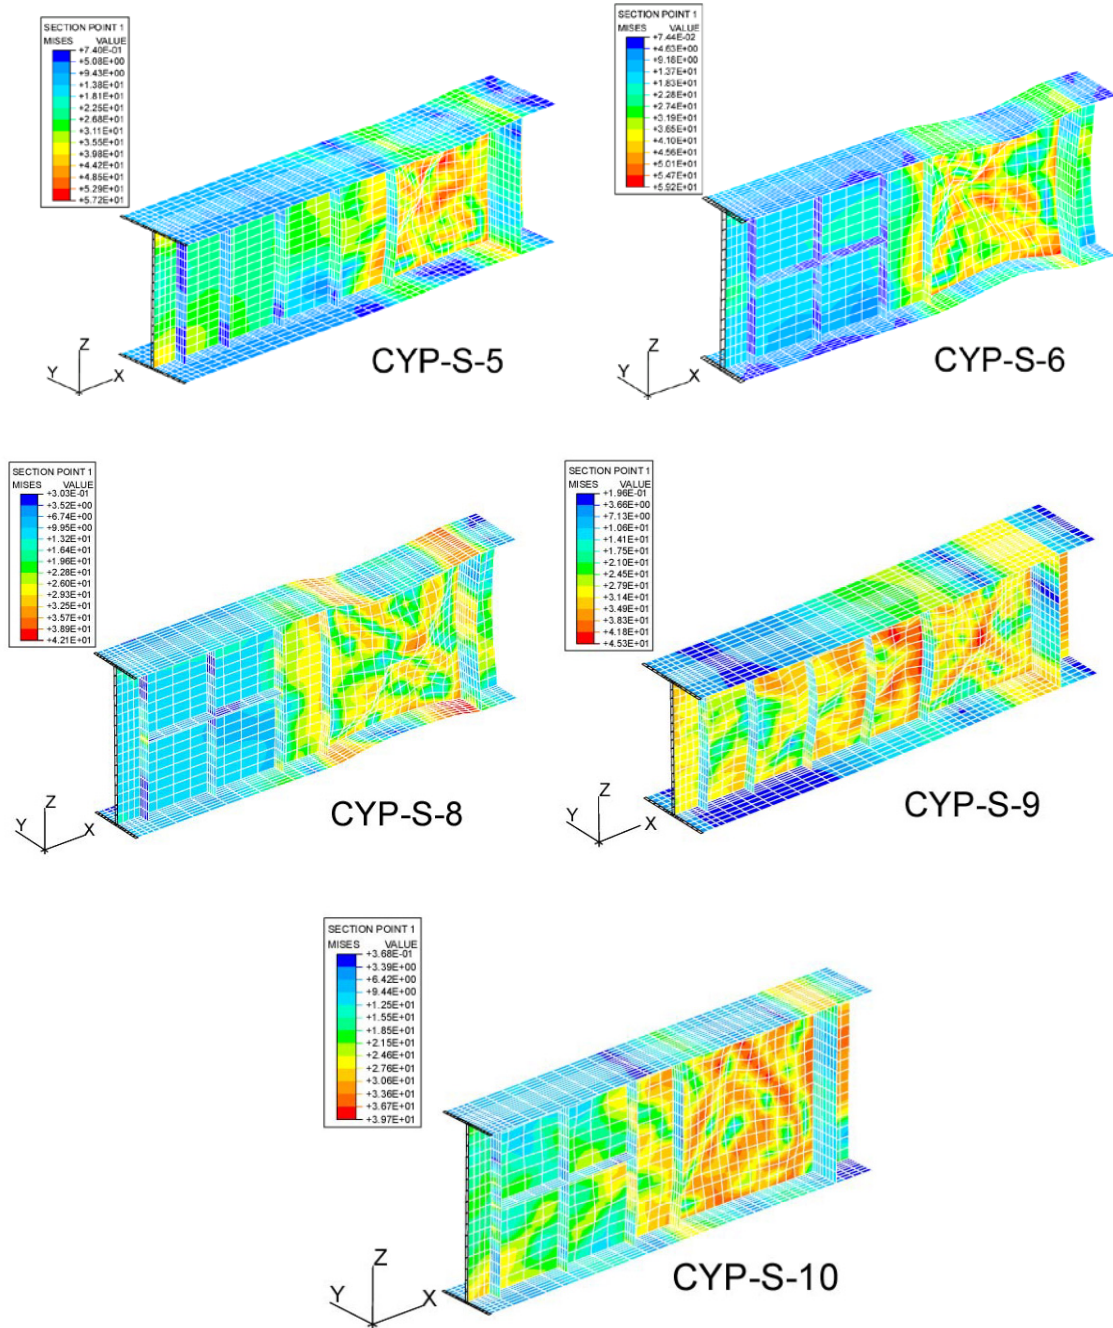 SECTION POINT 1
MISES VALUE
+7.40E-01
+5.08E+00
+9.43E+00
+1.38E+01
+1.81E+01
+2.25E+01
+2.68E+01
+3.11E+01
+3.55E+01
+3.98E+01
+4.42E+01
+4.85E+01
+5.29E+01
+5.72E+01
Z
Y
X
CYP-S-5
SECTION POINT 1
MISES VALUE
+7.44E-02
+4.63E+00
+9.18E+00
+1.37E+01
+1.83E+01
+2.28E+01
+2.74E+01
+3.19E+01
+3.65E+01
+4.10E+01
+4.56E+01
+5.01E+01
+5.47E+01
+5.92E+01
Z
Y
X
CYP-S-6
SECTION POINT 1
MISES VALUE
+3.03E-01
+3.52E+00
+6.74E+00
+9.95E+00
+1.32E+01
+1.64E+01
+1.96E+01
+2.28E+01
+2.60E+01
+2.93E+01
+3.25E+01
+3.57E+01
+3.89E+01
+4.21E+01
Z
Y
X
CYP-S-8
SECTION POINT 1
MISES VALUE
+1.96E-01
+3.66E+00
+7.13E+00
+1.06E+01
+1.41E+01
+1.75E+01
+2.10E+01
+2.45E+01
+2.79E+01
+3.14E+01
+3.49E+01
+3.83E+01
+4.18E+01
+4.53E+01
Z
Y
X
CYP-S-9
SECTION POINT 1
MISES VALUE
+3.68E-01
+3.39E+00
+6.42E+00
+9.44E+00
+1.25E+01
+1.55E+01
+1.85E+01
+2.15E+01
+2.46E+01
+2.76E+01
+3.06E+01
+3.36E+01
+3.67E+01
+3.97E+01
Z
Y
X
CYP-S-10